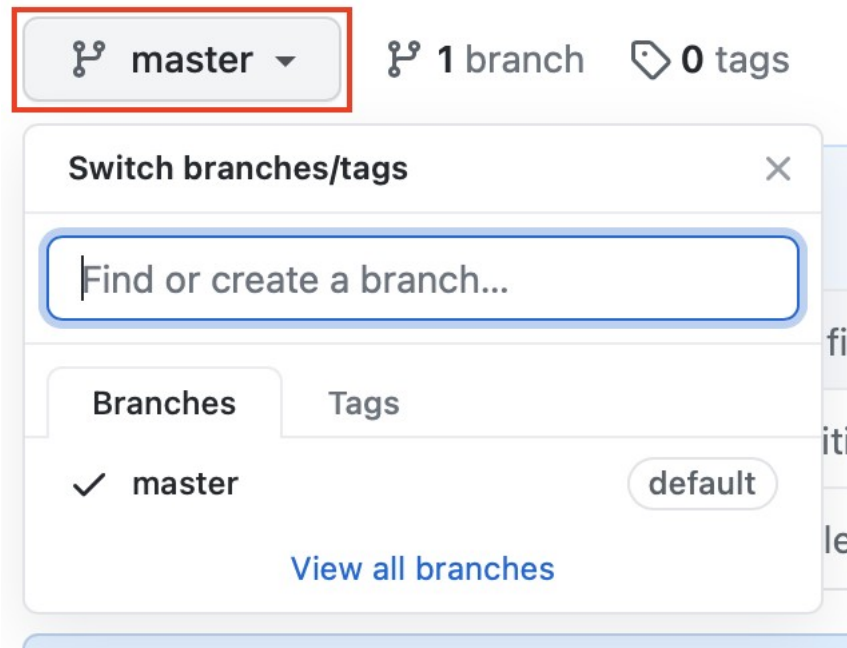 master 1 branch 0 tags
Switch branches/tags
Find or create a branch...
Branches Tags
master default
View all branches